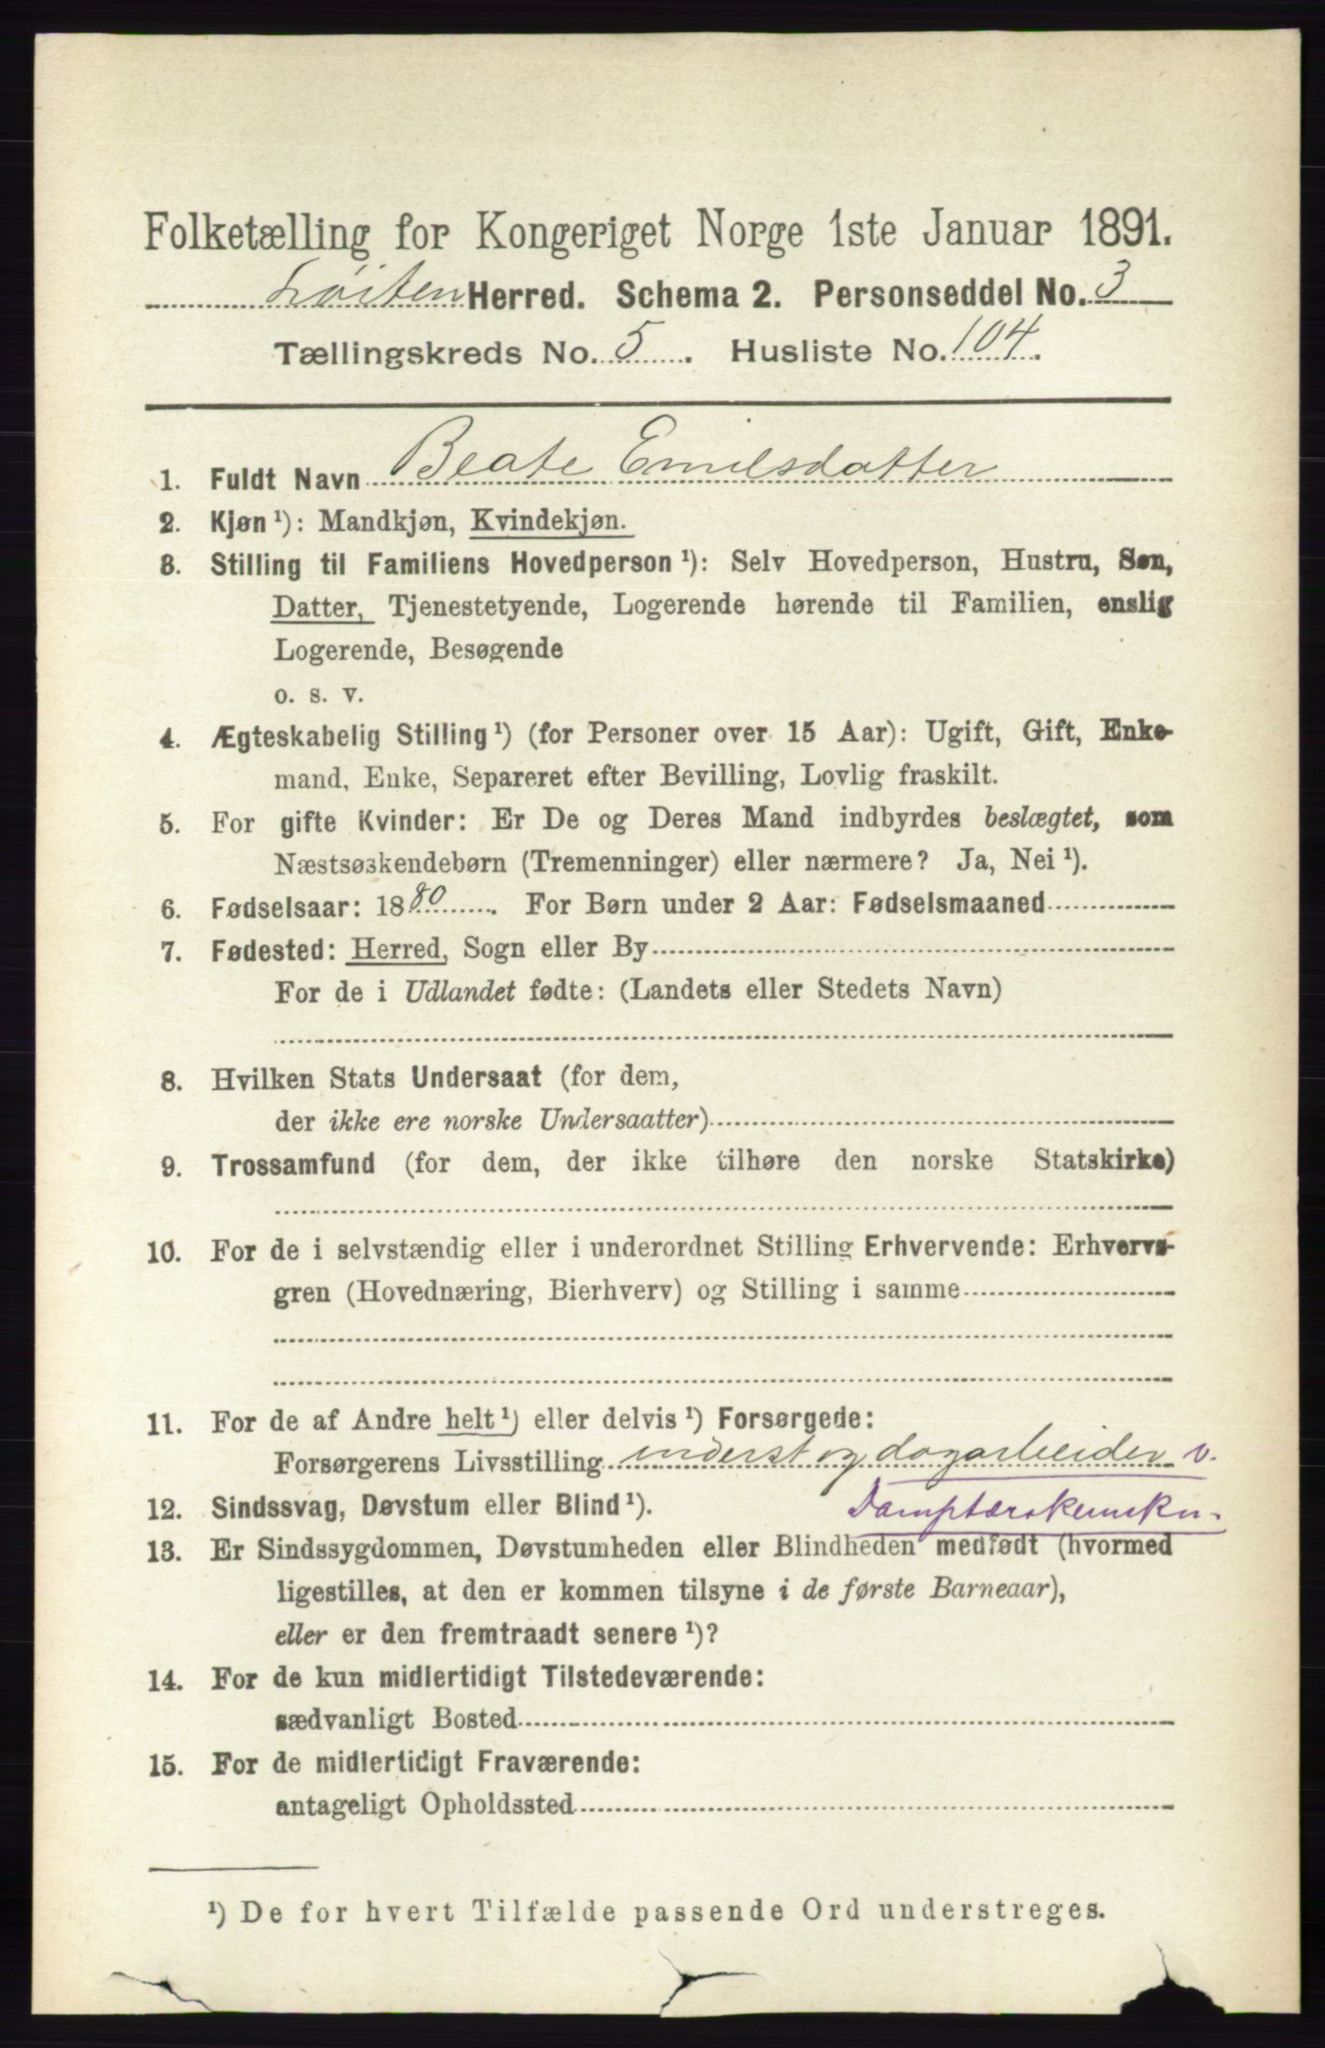 Folketælling for Kongeriget Norge 1ste Januar 1891.
Løiten Herred. Schema 2. Personseddel No. 3
Tællingskreds No. 5. Husliste No. 104.
1. Fuldt Navn Beate Emilsdatter
2. Kjøn ¹): Mandkjøn, Kvindekjøn.
3. Stilling til Familiens Hovedperson ¹): Selv Hovedperson, Hustru, Søn,
Datter, Tjenestetyende, Logerende hørende til Familien, enslig
Logerende, Besøgende
o. s. v.
4. Ægteskabelig Stilling ¹) (for Personer over 15 Aar): Ugift, Gift, Enke-
mand, Enke, Separeret efter Bevilling, Lovlig fraskilt.
5. For gifte Kvinder: Er De og Deres Mand indbyrdes beslægtet, som
Næstsøskendebørn (Tremenninger) eller nærmere? Ja, Nei ¹).
6. Fødselsaar: 1880. For Børn under 2 Aar: Fødselsmaaned
7. Fødested: Herred, Sogn eller By
For de i Udlandet fødte: (Landets eller Stedets Navn)
8. Hvilken Stats Undersaat (for dem,
der ikke ere norske Undersaatter)
9. Trossamfund (for dem, der ikke tilhøre den norske Statskirke)
10. For de i selvstændig eller i underordnet Stilling Erhvervende: Erhvervs-
gren (Hovednæring, Bierhverv) og Stilling i samme
11. For de af Andre helt ¹) eller delvis ¹) Forsørgede:
Forsørgerens Livsstilling inderst og dagarbeider v.
12. Sindssvag, Døvstum eller Blind ¹).
13. Er Sindssygdommen, Døvstumheden eller Blindheden medfødt (hvormed
ligestilles, at den er kommen tilsyne i de første Barneaar),
eller er den fremtraadt senere ¹)?
14. For de kun midlertidigt Tilstedeværende:
sædvanligt Bosted
15. For de midlertidigt Fraværende:
antageligt Opholdssted
¹) De for hvert Tilfælde passende Ord understreges.